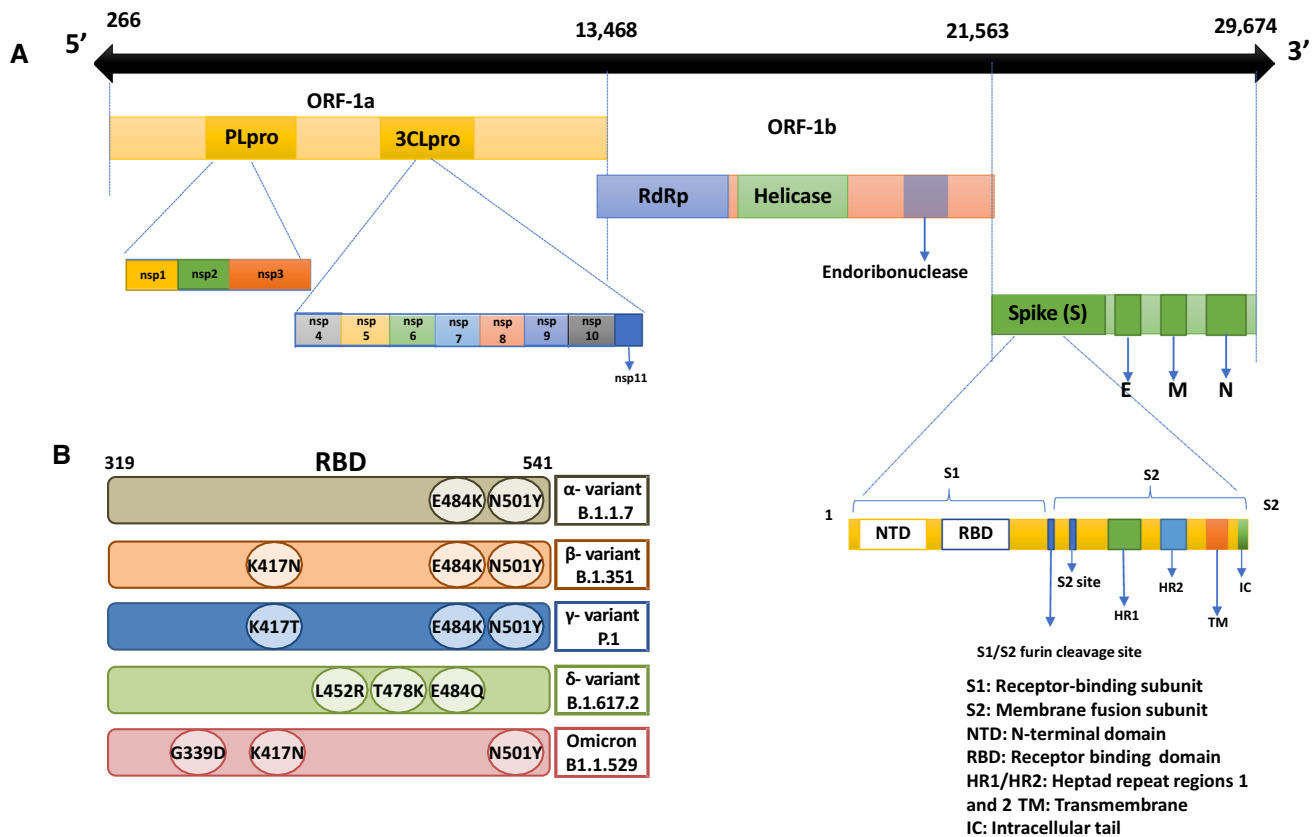 A
5’
266
13,468
21,563
29,674
3’
ORF-1a
PLpro
3CLpro
ORF-1b
RdRp
Helicase
Endoribonuclease
nsp1
nsp2
nsp3
nsp
4
nsp
5
nsp
6
nsp
7
nsp
8
nsp
9
nsp
10
nsp11
Spike (S)
E
M
N
S1
S2
1
S2
NTD
RBD
S2 site
HR1
HR2
TM
IC
S1/S2 furin cleavage site
S1: Receptor-binding subunit
S2: Membrane fusion subunit
NTD: N-terminal domain
RBD: Receptor binding domain
HR1/HR2: Heptad repeat regions 1
and 2 TM: Transmembrane
IC: Intracellular tail
B
319
RBD
541
E484K
N501Y
α- variant
B.1.1.7
K417N
E484K
N501Y
β- variant
B.1.351
K417T
E484K
N501Y
γ- variant
P.1
L452R
T478K
E484Q
δ- variant
B.1.617.2
G339D
K417N
N501Y
Omicron
B1.1.529